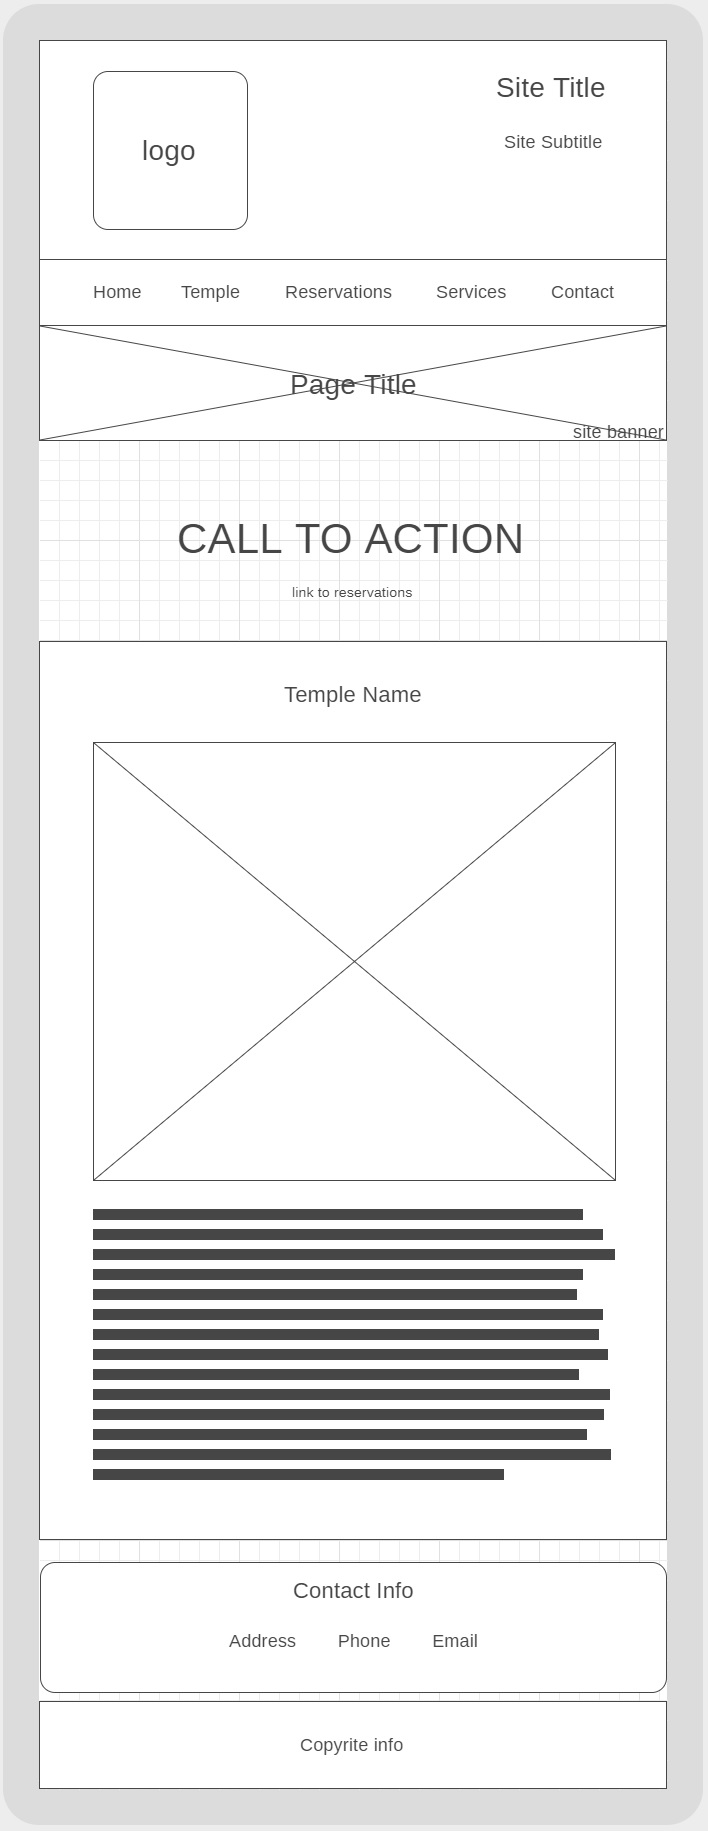 logo
Site Title
Site Subtitle
Home Temple Reservations Services Contact
Page Title
site banner
CALL TO ACTION
link to reservations
Temple Name
Contact Info
Address Phone Email
Copyrite info